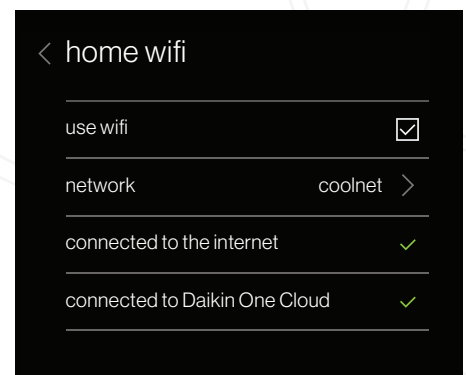 home wifi
use wifi
network coolnet
connected to the internet
connected to Daikin One Cloud